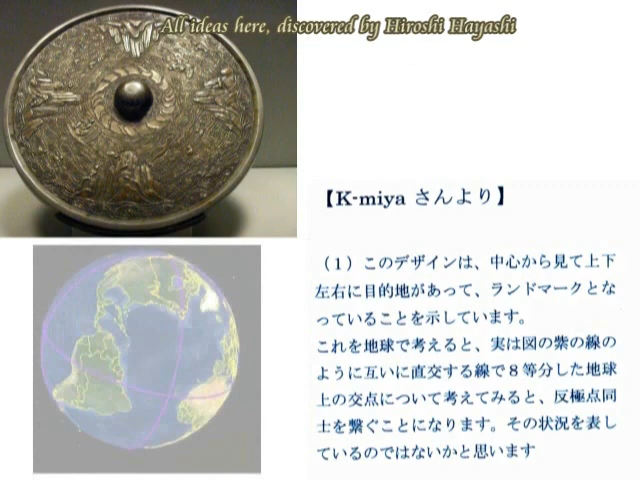 All ideas here, discovered by Hiroshi Hayashi
【K-miya さんより】
（１）このデザインは、中心から見て上下
左右に目的地があって、ランドマークとな
っていることを示しています。
これを地球で考えると、実は図の紫の線の
ように互いに直交する線で８等分した地球
上の交点について考えてみると、反極点同
士を繋ぐことになります。その状況を表し
ているのではないかと思います